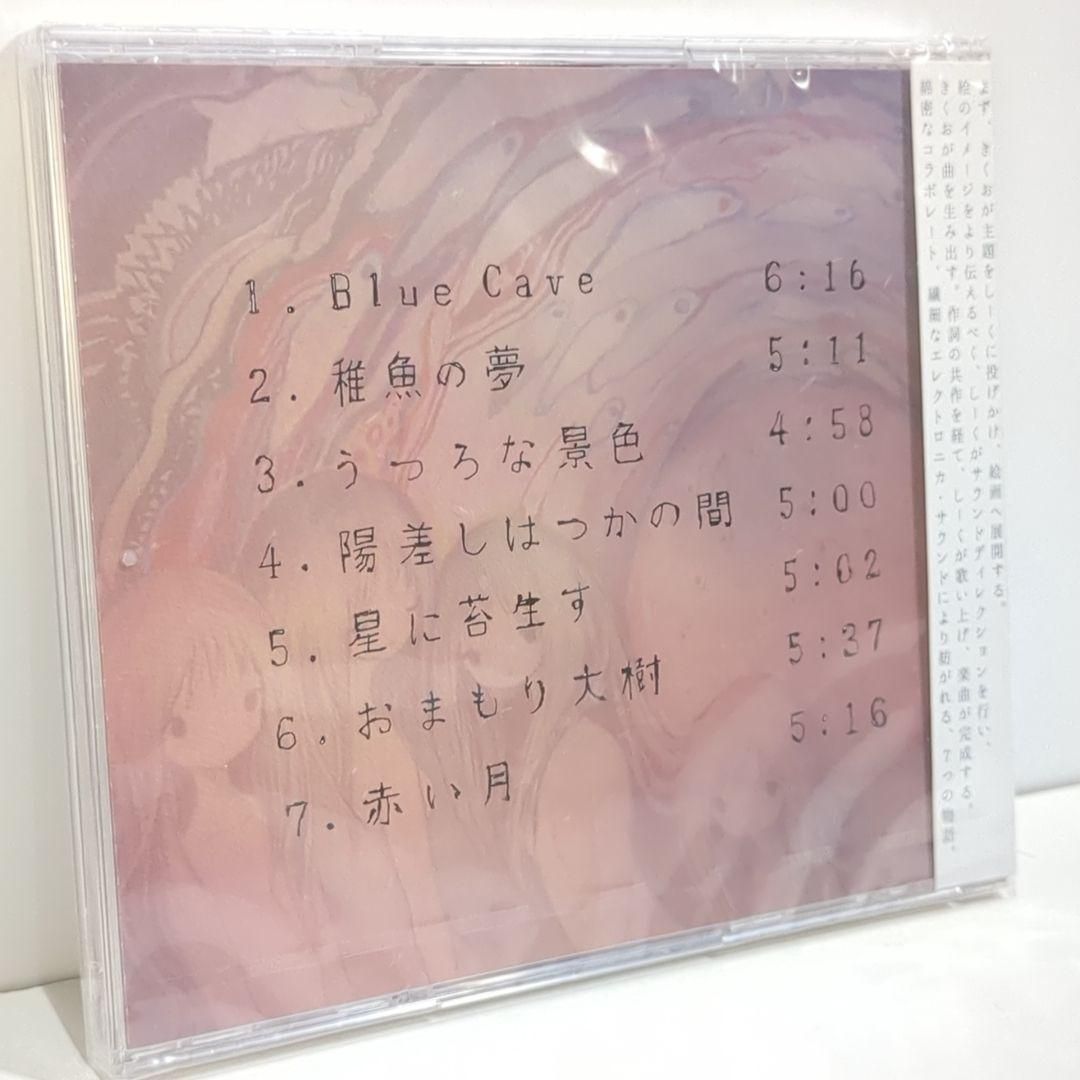 1. Blue Cave 6:16
2. 稚魚の夢 5:11
3. うつろな景色 4:58
4. 陽差しはつかの間 5:00
5. 星に苔生す 5:02
6. おまもり大樹 5:37
7. 赤い月 5:16
まず、きくおが主題をしーくに投げかけ、絵画へ展開する。
絵のイメージをより伝えるべく、しーくがサウンドディレクションを行い、
きくおが曲を生み出す。作詞の共作を経て、しーくが歌い上げ、楽曲が完成する。
綿密なコラボレート、繊細なエレクトロニカ・サウンドにより紡がれる、7つの物語。